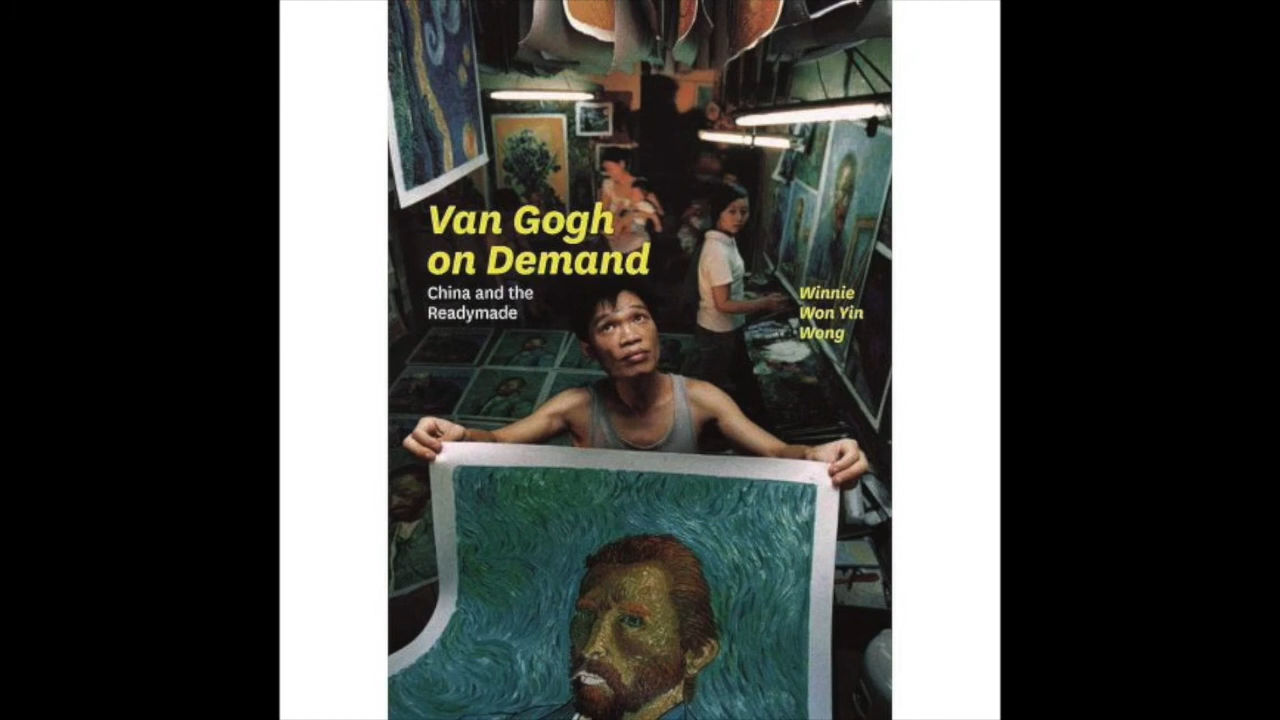 Van Gogh
on Demand
China and the
Readymade
Winnie
Won Yin
Wong